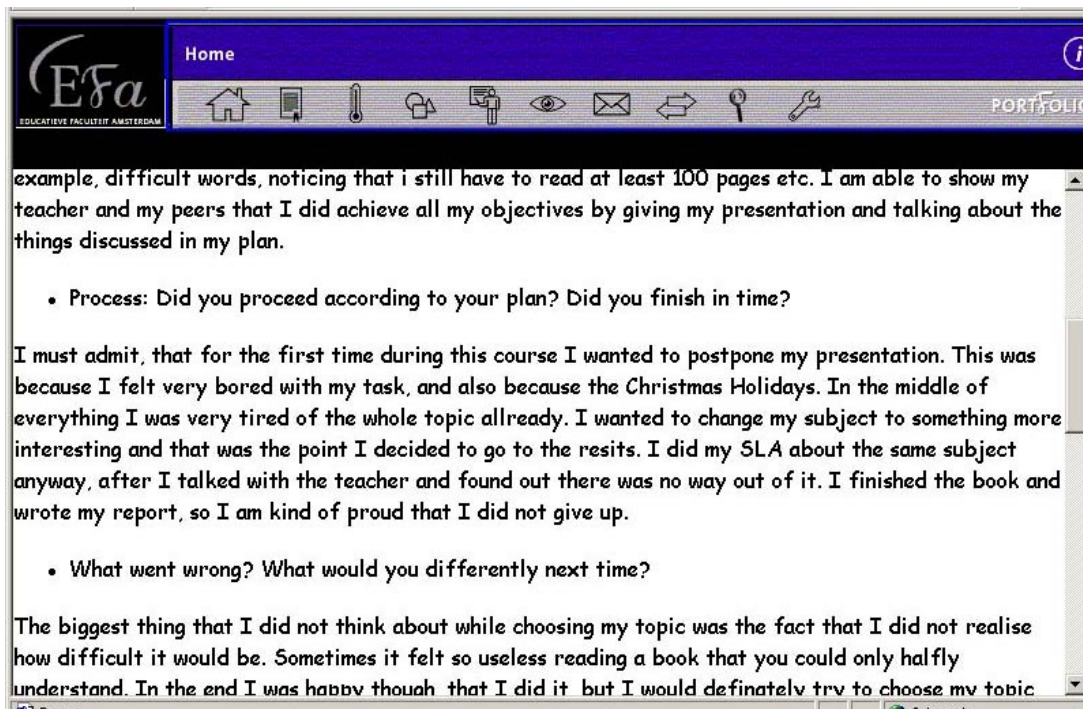 EFa
EDUCATIEVE FACULTEIT AMSTERDAM
Home
i
PORTFOLIO
example, difficult words, noticing that i still have to read at least 100 pages etc. I am able to show my
teacher and my peers that I did achieve all my objectives by giving my presentation and talking about the
things discussed in my plan.
• Process: Did you proceed according to your plan? Did you finish in time?
I must admit, that for the first time during this course I wanted to postpone my presentation. This was
because I felt very bored with my task, and also because the Christmas Holidays. In the middle of
everything I was very tired of the whole topic allready. I wanted to change my subject to something more
interesting and that was the point I decided to go to the resits. I did my SLA about the same subject
anyway, after I talked with the teacher and found out there was no way out of it. I finished the book and
wrote my report, so I am kind of proud that I did not give up.
• What went wrong? What would you differently next time?
The biggest thing that I did not think about while choosing my topic was the fact that I did not realise
how difficult it would be. Sometimes it felt so useless reading a book that you could only halfly
understand. In the end I was happy though that I did it but I would definately try to choose my topic